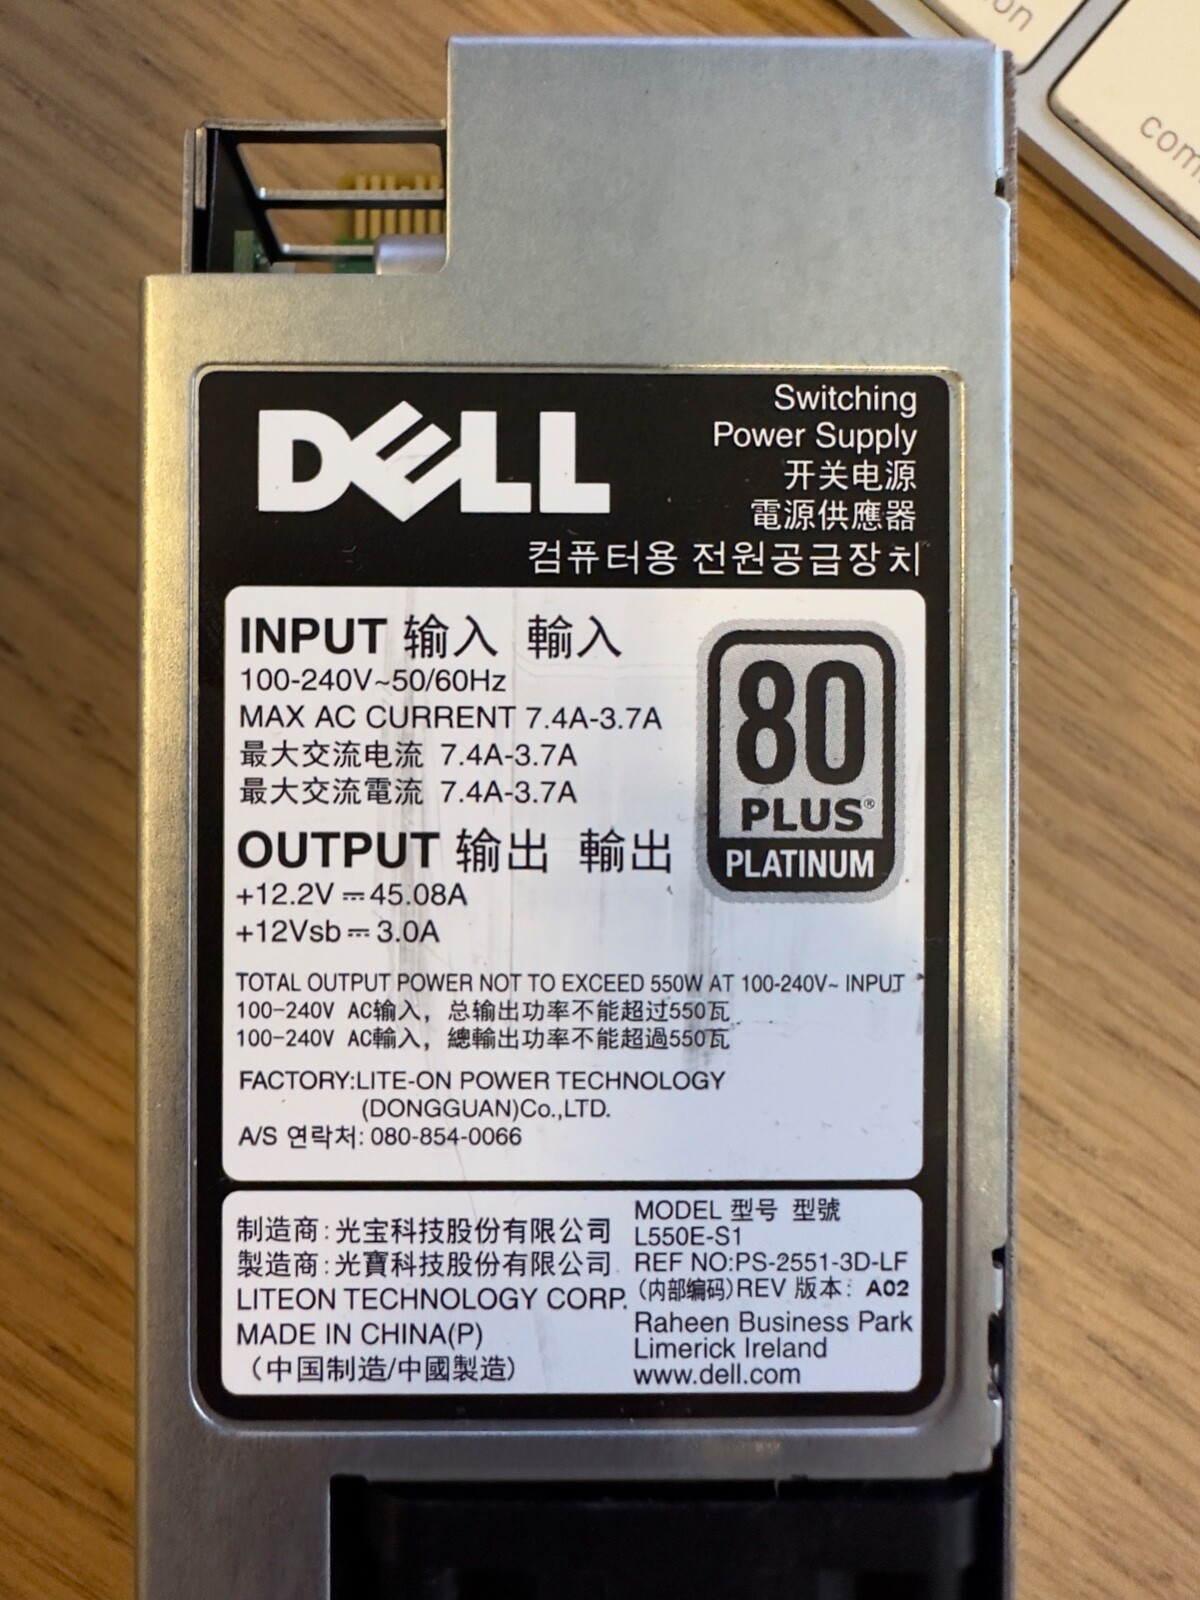 on
com
DELL
Switching
Power Supply
开关电源
電源供應器
컴퓨터용 전원공급장치
INPUT 输入 輸入
100-240V~50/60Hz
MAX AC CURRENT 7.4A-3.7A
最大交流电流 7.4A-3.7A
最大交流電流 7.4A-3.7A
80
PLUS®
PLATINUM
OUTPUT 输出 輸出
+12.2V ⎓ 45.08A
+12Vsb ⎓ 3.0A
TOTAL OUTPUT POWER NOT TO EXCEED 550W AT 100-240V~ INPUT
100-240V AC输入，总输出功率不能超过550瓦
100-240V AC輸入，總輸出功率不能超過550瓦
FACTORY:LITE-ON POWER TECHNOLOGY
(DONGGUAN)Co.,LTD.
A/S 연락처: 080-854-0066
制造商:光宝科技股份有限公司
製造商:光寶科技股份有限公司
LITEON TECHNOLOGY CORP.
MADE IN CHINA(P)
(中国制造/中國製造)
MODEL 型号 型號
L550E-S1
REF NO:PS-2551-3D-LF
(内部编码)REV 版本: A02
Raheen Business Park
Limerick Ireland
www.dell.com